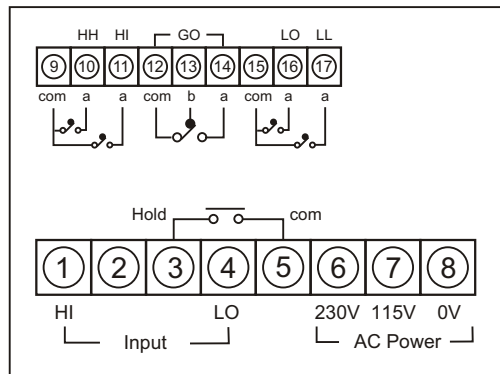 HH HI GO LO LL
9 10 11 12 13 14 15 16 17
com a a com b a com a a
Hold com
1 2 3 4 5 6 7 8
HI LO 230V 115V 0V
Input AC Power